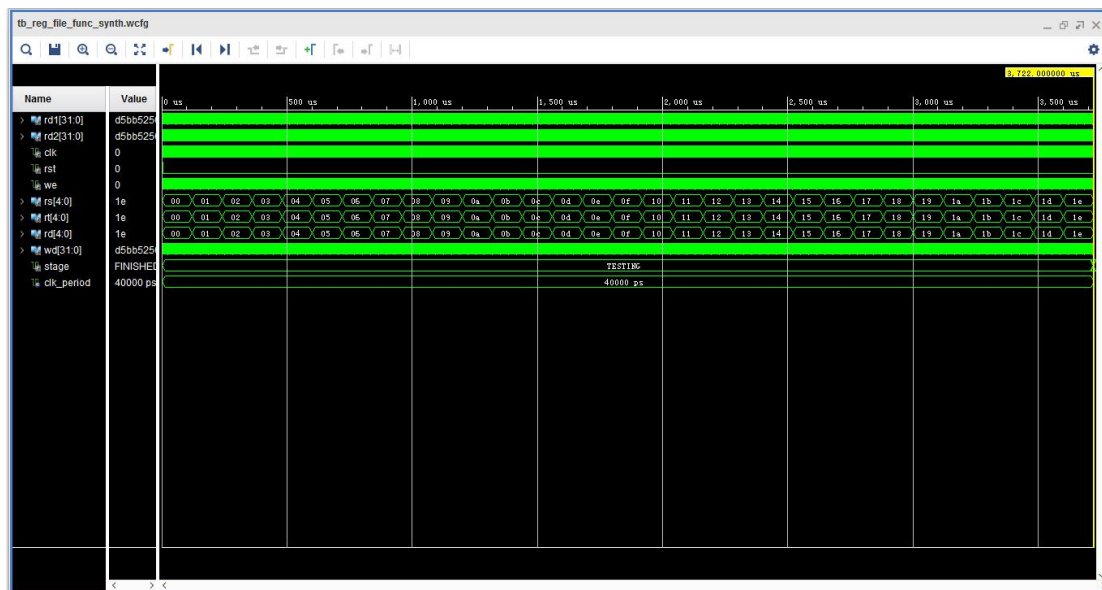 tb_reg_file_func_synth.wcfg
3,722.000000 us
Name Value 0 us 500 us 1,000 us 1,500 us 2,000 us 2,500 us 3,000 us 3,500 us
rd1[31:0] d5bb525
rd2[31:0] d5bb525
clk 0
rst 0
we 0
rs[4:0] 1e 00 01 02 03 04 05 06 07 08 09 0a 0b 0c 0d 0e 0f 10 11 12 13 14 15 16 17 18 19 1a 1b 1c 1d 1e
rt[4:0] 1e 00 01 02 03 04 05 06 07 08 09 0a 0b 0c 0d 0e 0f 10 11 12 13 14 15 16 17 18 19 1a 1b 1c 1d 1e
rd[4:0] 1e 00 01 02 03 04 05 06 07 08 09 0a 0b 0c 0d 0e 0f 10 11 12 13 14 15 16 17 18 19 1a 1b 1c 1d 1e
wd[31:0] d5bb525
stage FINISHED TESTING
clk_period 40000 ps 40000 ps